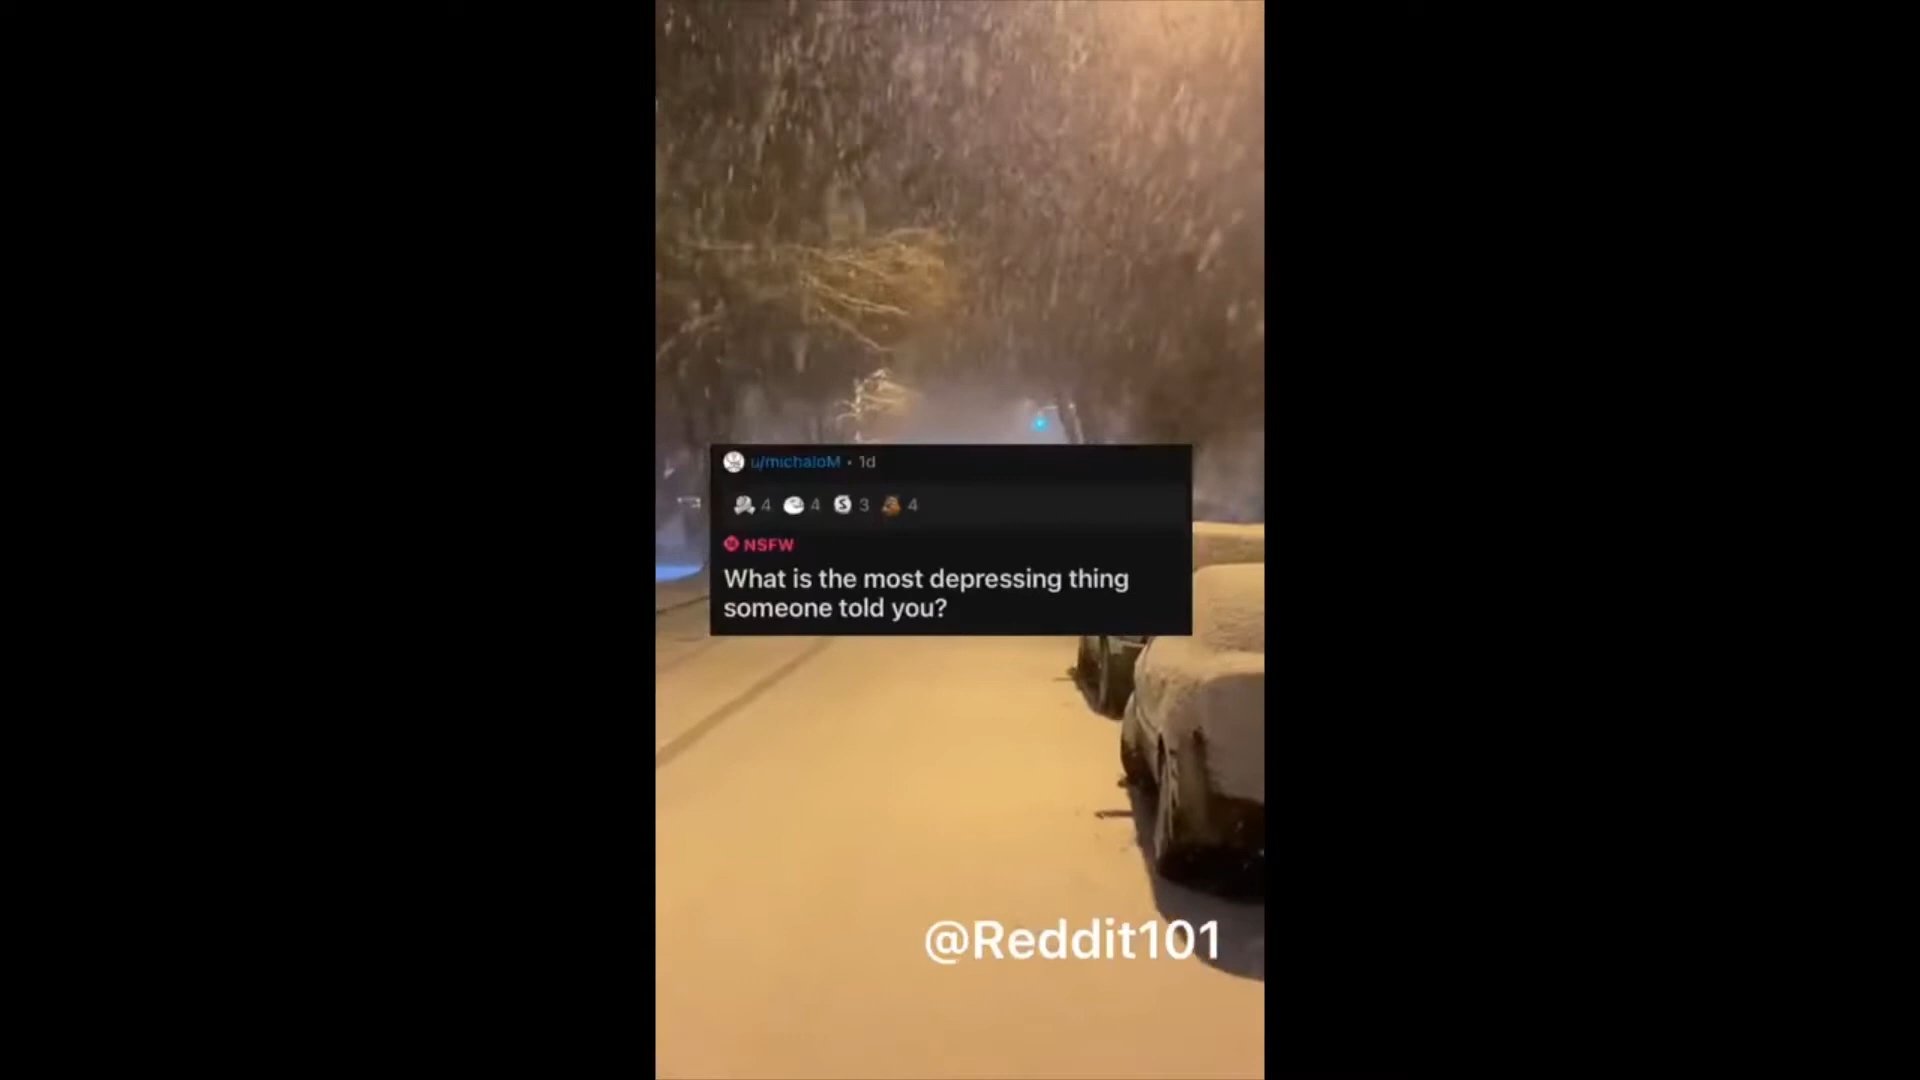 u/michaloM • 1d
4 4 3 4
NSFW
What is the most depressing thing
someone told you?
@Reddit101